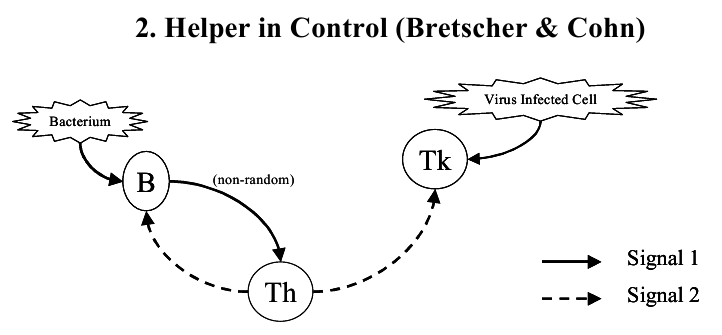 2. Helper in Control (Bretscher & Cohn)
Bacterium
Virus Infected Cell
B
(non-random)
Tk
Th
Signal 1
Signal 2